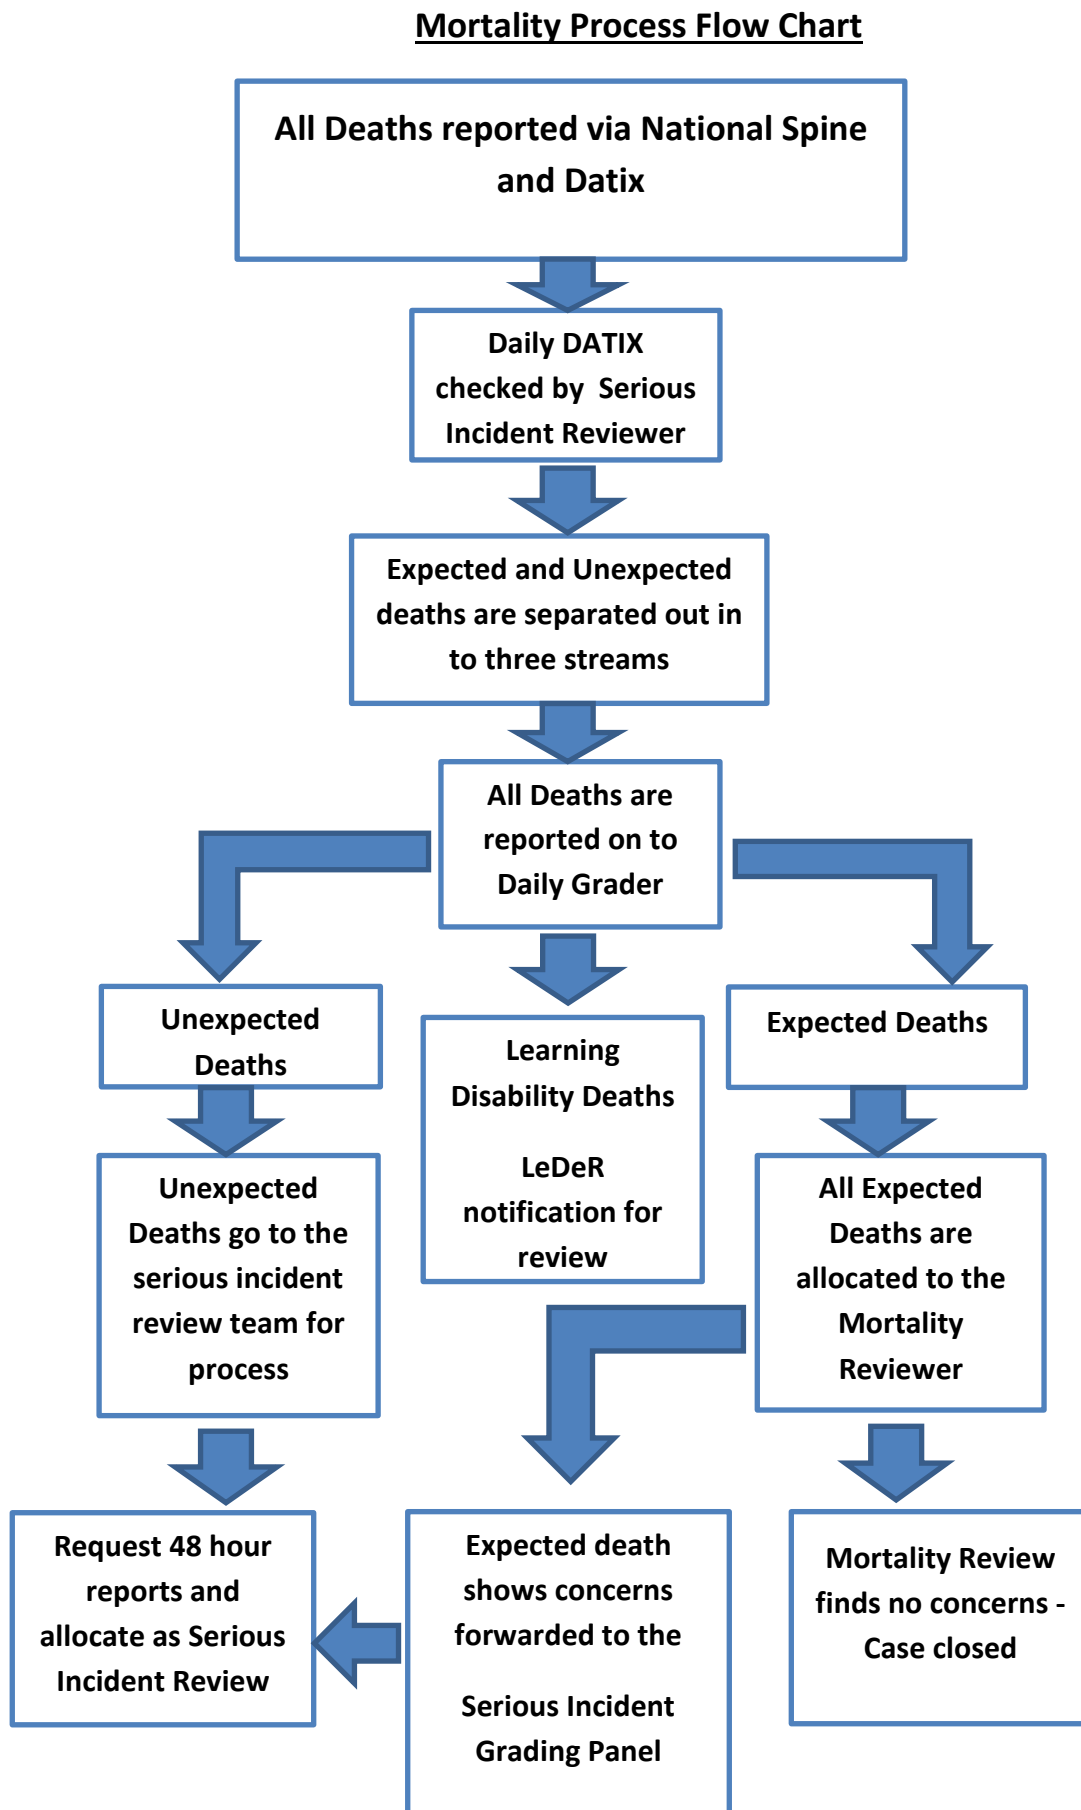 Mortality Process Flow Chart
All Deaths reported via National Spine
and Datix
Daily DATIX
checked by  Serious
Incident Reviewer
Expected and Unexpected
deaths are separated out in
to three streams
All Deaths are
reported on to
Daily Grader
Unexpected
Deaths
Learning
Disability Deaths
LeDeR
notification for
review
Expected Deaths
Unexpected
Deaths go to the
serious incident
review team for
process
All Expected
Deaths are
allocated to the
Mortality
Reviewer
Request 48 hour
reports and
allocate as Serious
Incident Review
Expected death
shows concerns
forwarded to the
Serious Incident
Grading Panel
Mortality Review
finds no concerns -
Case closed